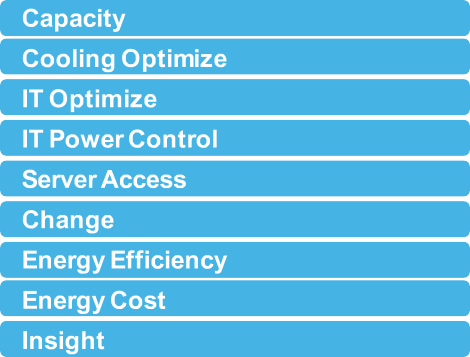 Capacity
Cooling Optimize
IT Optimize
IT Power Control
Server Access
Change
Energy Efficiency
Energy Cost
Insight